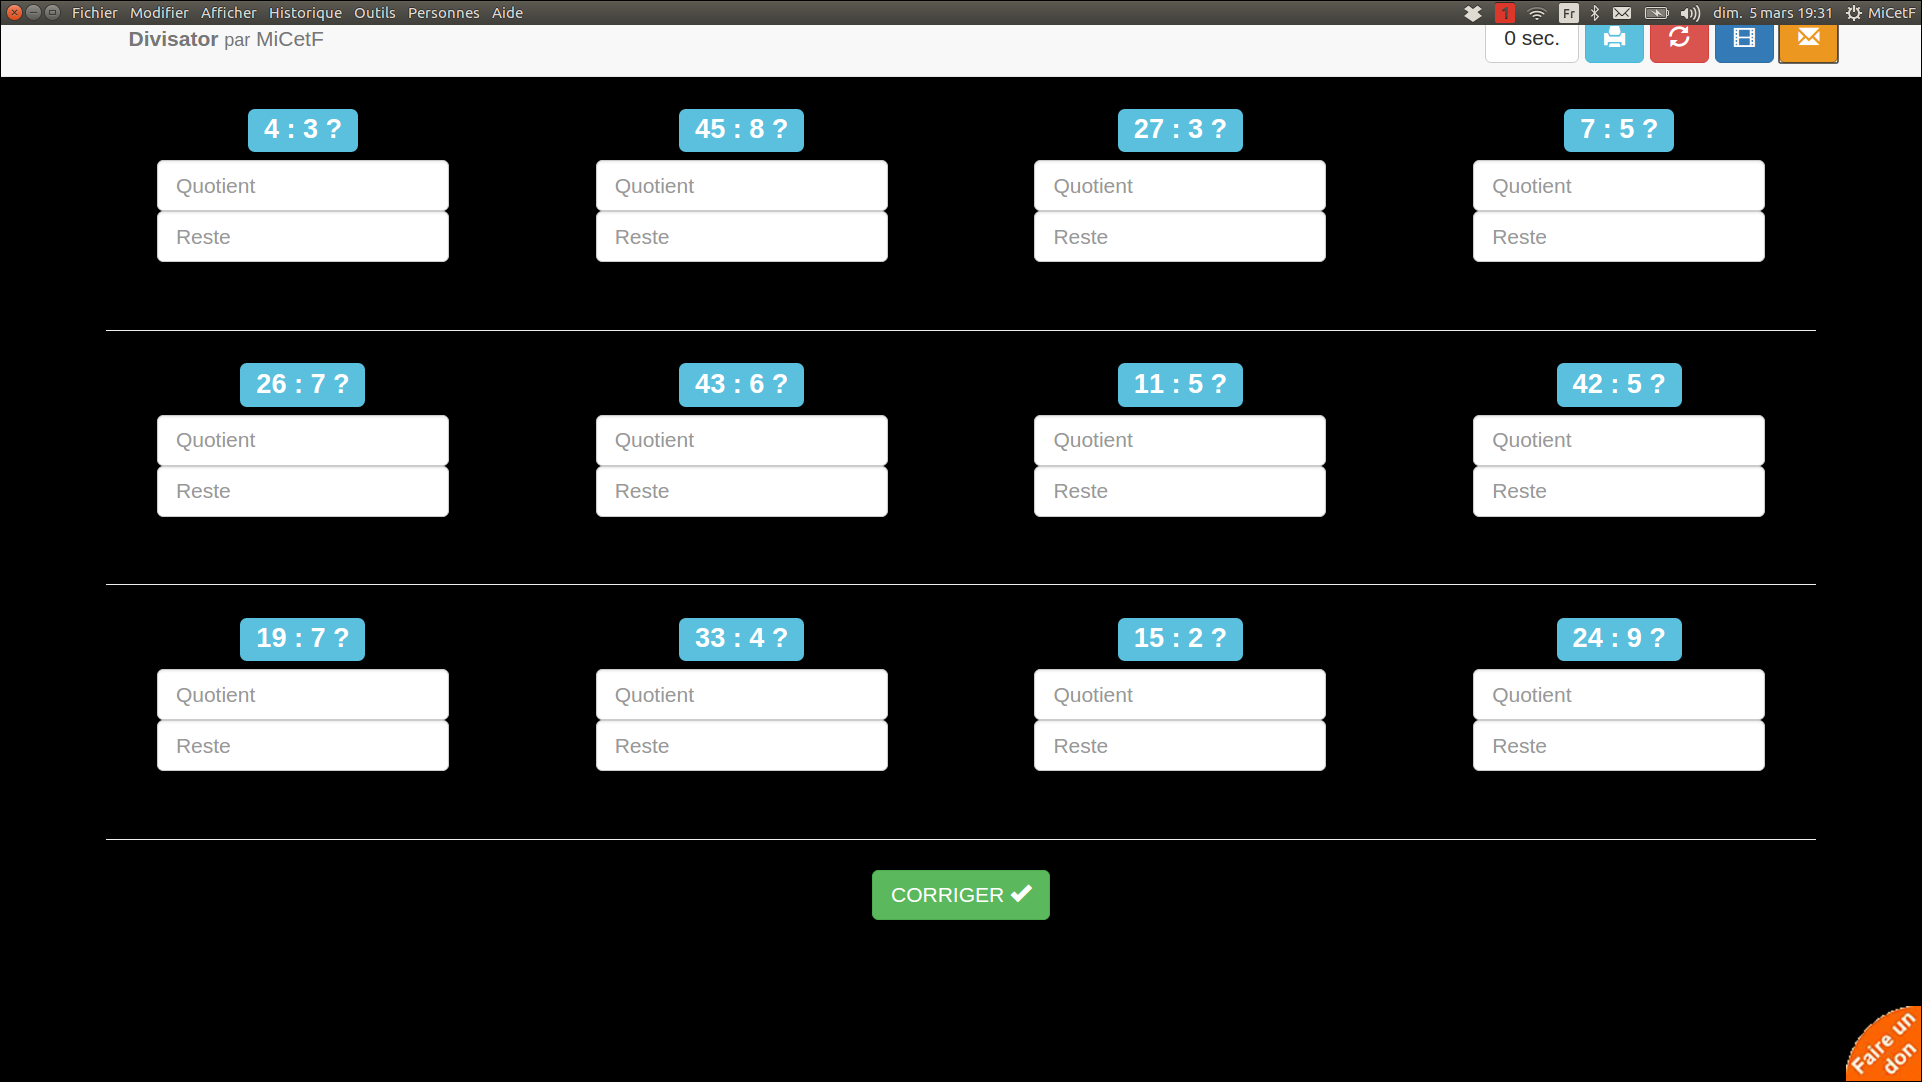 Fichier Modifier Afficher Historique Outils Personnes Aide
1 Fr dim. 5 mars 19:31 MiCetF
Divisator par MiCetF 0 sec.
4 : 3 ? 45 : 8 ? 27 : 3 ? 7 : 5 ?
Quotient Quotient Quotient Quotient
Reste Reste Reste Reste
26 : 7 ? 43 : 6 ? 11 : 5 ? 42 : 5 ?
Quotient Quotient Quotient Quotient
Reste Reste Reste Reste
19 : 7 ? 33 : 4 ? 15 : 2 ? 24 : 9 ?
Quotient Quotient Quotient Quotient
Reste Reste Reste Reste
CORRIGER
Faire un
don